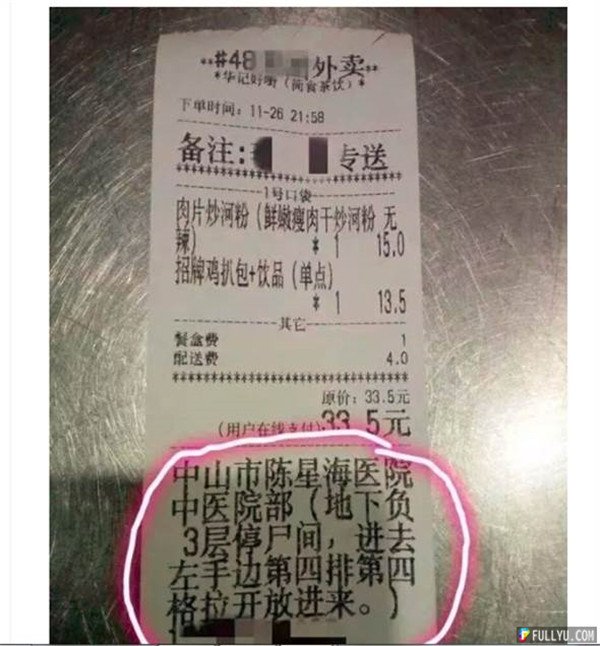 **#48 外卖**
*华记好粥(简食茶饮)*
下单时间: 11-26 21:58
备注: 专送
********************************
1号口袋
肉片炒河粉(鲜嫩瘦肉干炒河粉 无
辣) * 1 15.0
招牌鸡扒包+饮品(单点)
* 1 13.5
其它
餐盒费 1
配送费 4.0
********************************
原价: 33.5元
(用户在线支付)33.5元
中山市陈星海医院
中医院部(地下负
3层停尸间,进去
左手边第四排第四
格拉开放进来。)
FULLYU.COM